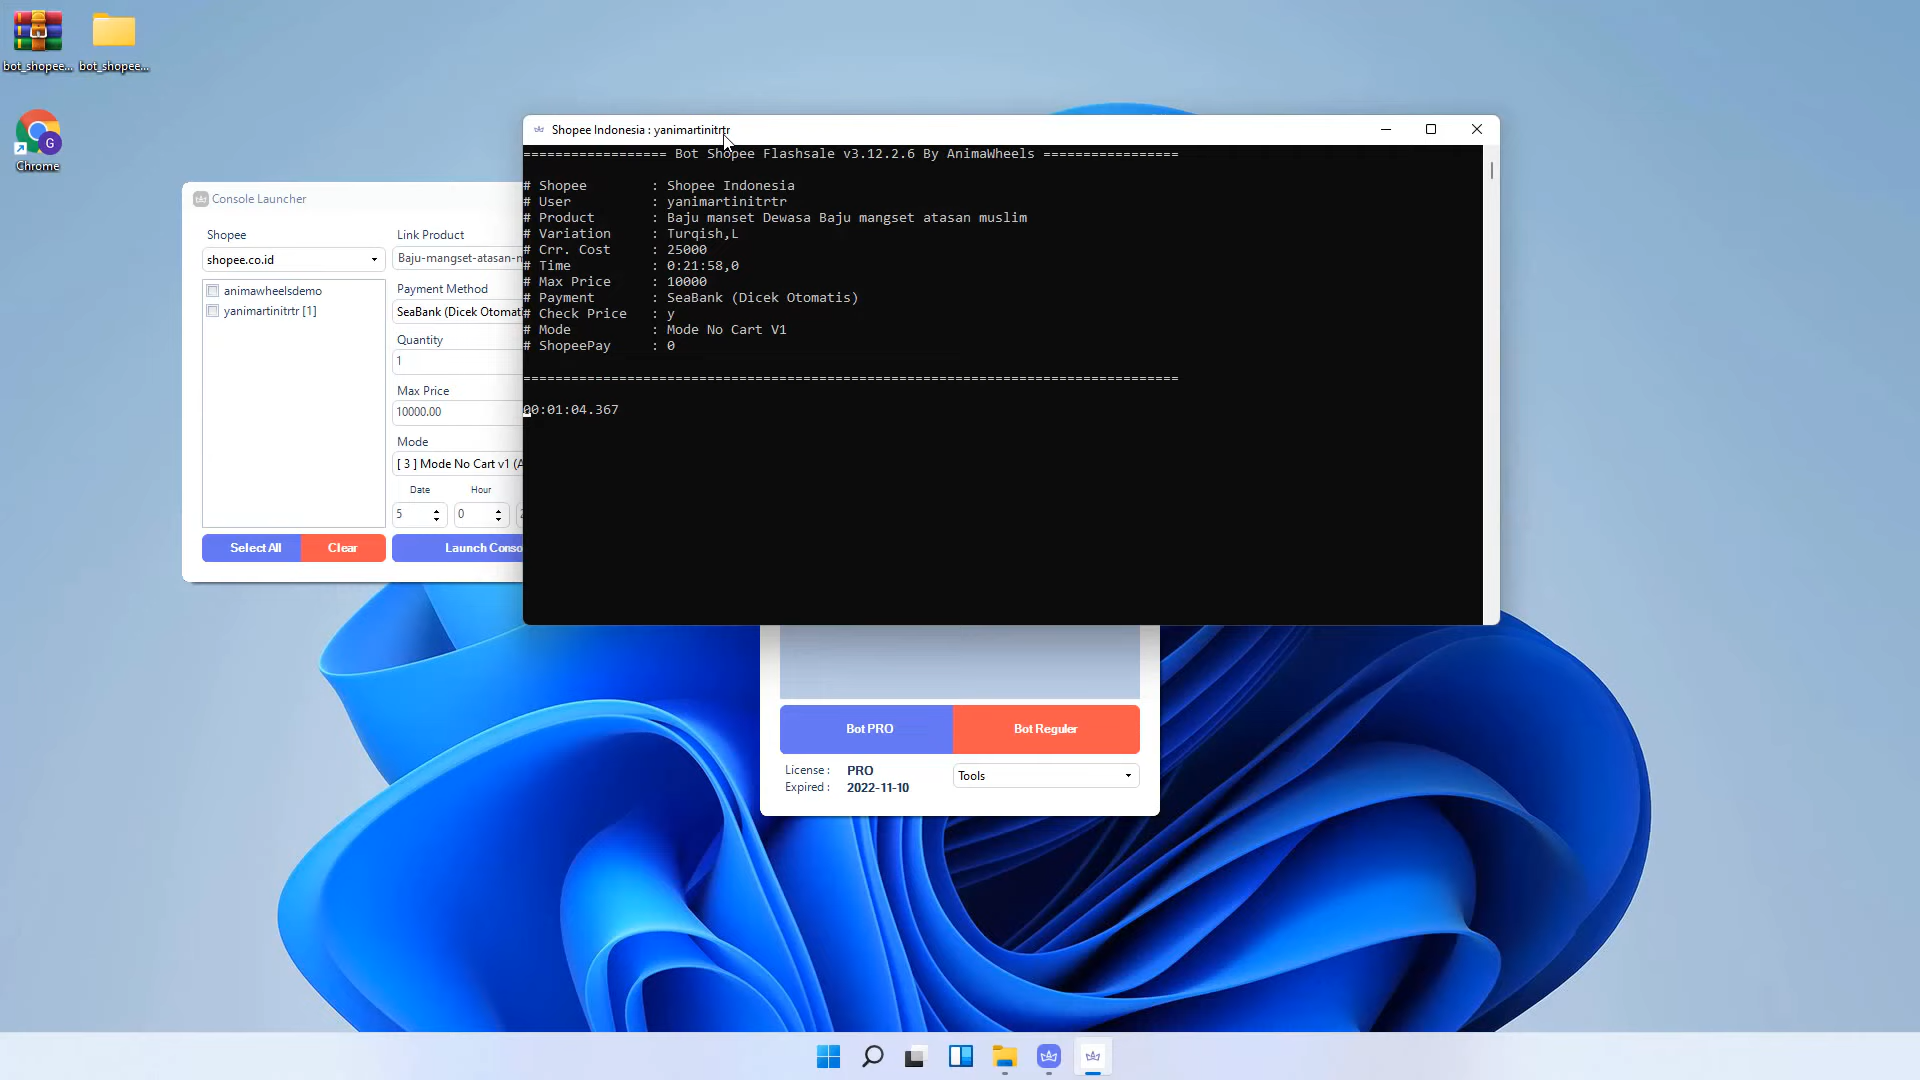 bot_shopee...
bot_shopee...
Chrome
Console Launcher
Shopee
shopee.co.id
animawheelsdemo
yanimartinitrtr [1]
Select All
Clear
Link Product
Baju-mangset-atasan-
Payment Method
SeaBank (Dicek Otomat
Quantity
1
Max Price
10000.00
Mode
[ 3 ] Mode No Cart v1 (A
Date
Hour
5
0
Launch Conso
Shopee Indonesia : yanimartinitrtr
================= Bot Shopee Flashsale v3.12.2.6 By AnimaWheels =================
# Shopee : Shopee Indonesia
# User : yanimartinitrtr
# Product : Baju manset Dewasa Baju mangset atasan muslim
# Variation : Turqish,L
# Crr. Cost : 25000
# Time : 0:21:58,0
# Max Price : 10000
# Payment : SeaBank (Dicek Otomatis)
# Check Price : y
# Mode : Mode No Cart V1
# ShopeePay : 0
==================================================================================
00:01:04.367
Bot PRO
Bot Reguler
License : PRO
Expired : 2022-11-10
Tools